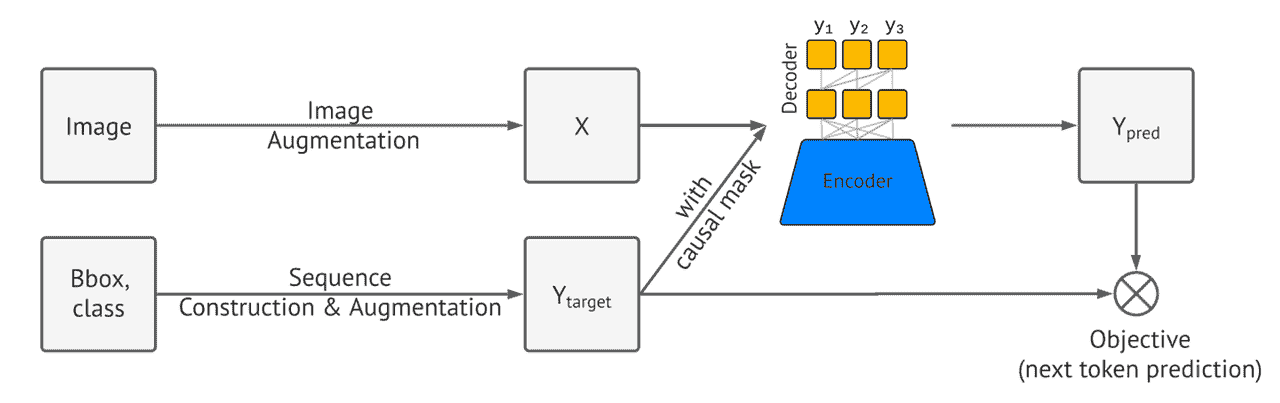 Image
Image
Augmentation
X
y₁ y₂ y₃
Decoder
Encoder
Ypred
with
causal mask
Bbox,
class
Sequence
Construction & Augmentation
Ytarget
Objective
(next token prediction)